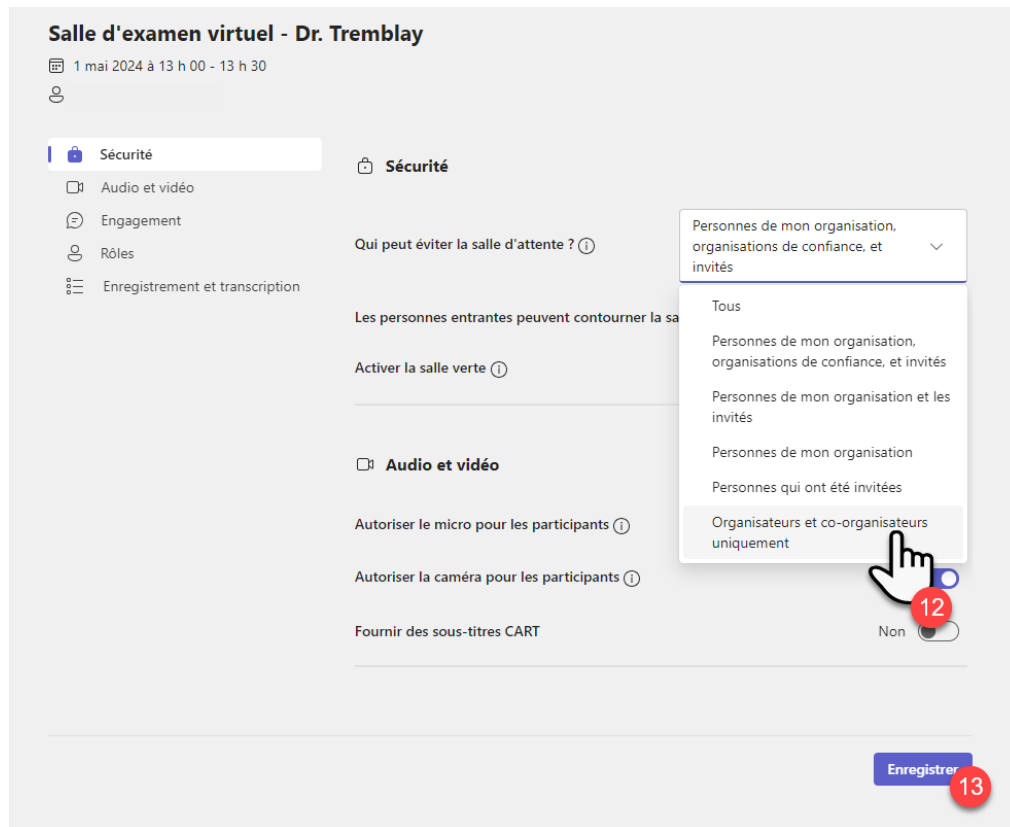 Salle d'examen virtuel - Dr. Tremblay
1 mai 2024 à 13 h 00 - 13 h 30
Sécurité
Audio et vidéo
Engagement
Rôles
Enregistrement et transcription
Sécurité
Qui peut éviter la salle d'attente ?
Personnes de mon organisation,
organisations de confiance, et
invités
Tous
Personnes de mon organisation,
organisations de confiance, et invités
Personnes de mon organisation et les
invités
Personnes de mon organisation
Personnes qui ont été invitées
Organisateurs et co-organisateurs
uniquement
12
Les personnes entrantes peuvent contourner la sa
Activer la salle verte
Audio et vidéo
Autoriser le micro pour les participants
Autoriser la caméra pour les participants
Fournir des sous-titres CART
Non
Enregistrer
13